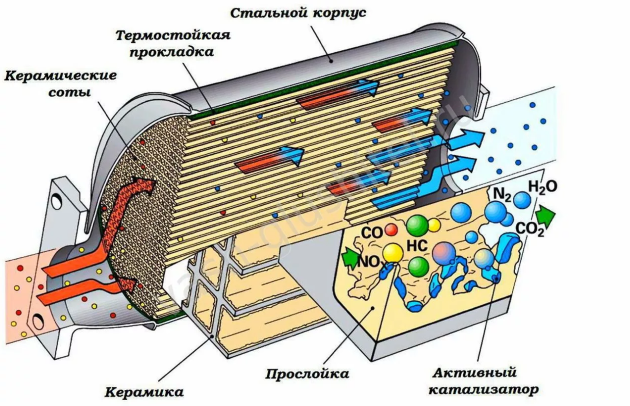 Стальной корпус
Термостойкая
прокладка
Керамические
соты
N2
H2O
CO
HC
CO2
NO
Керамика
Прослойка
Активный
катализатор